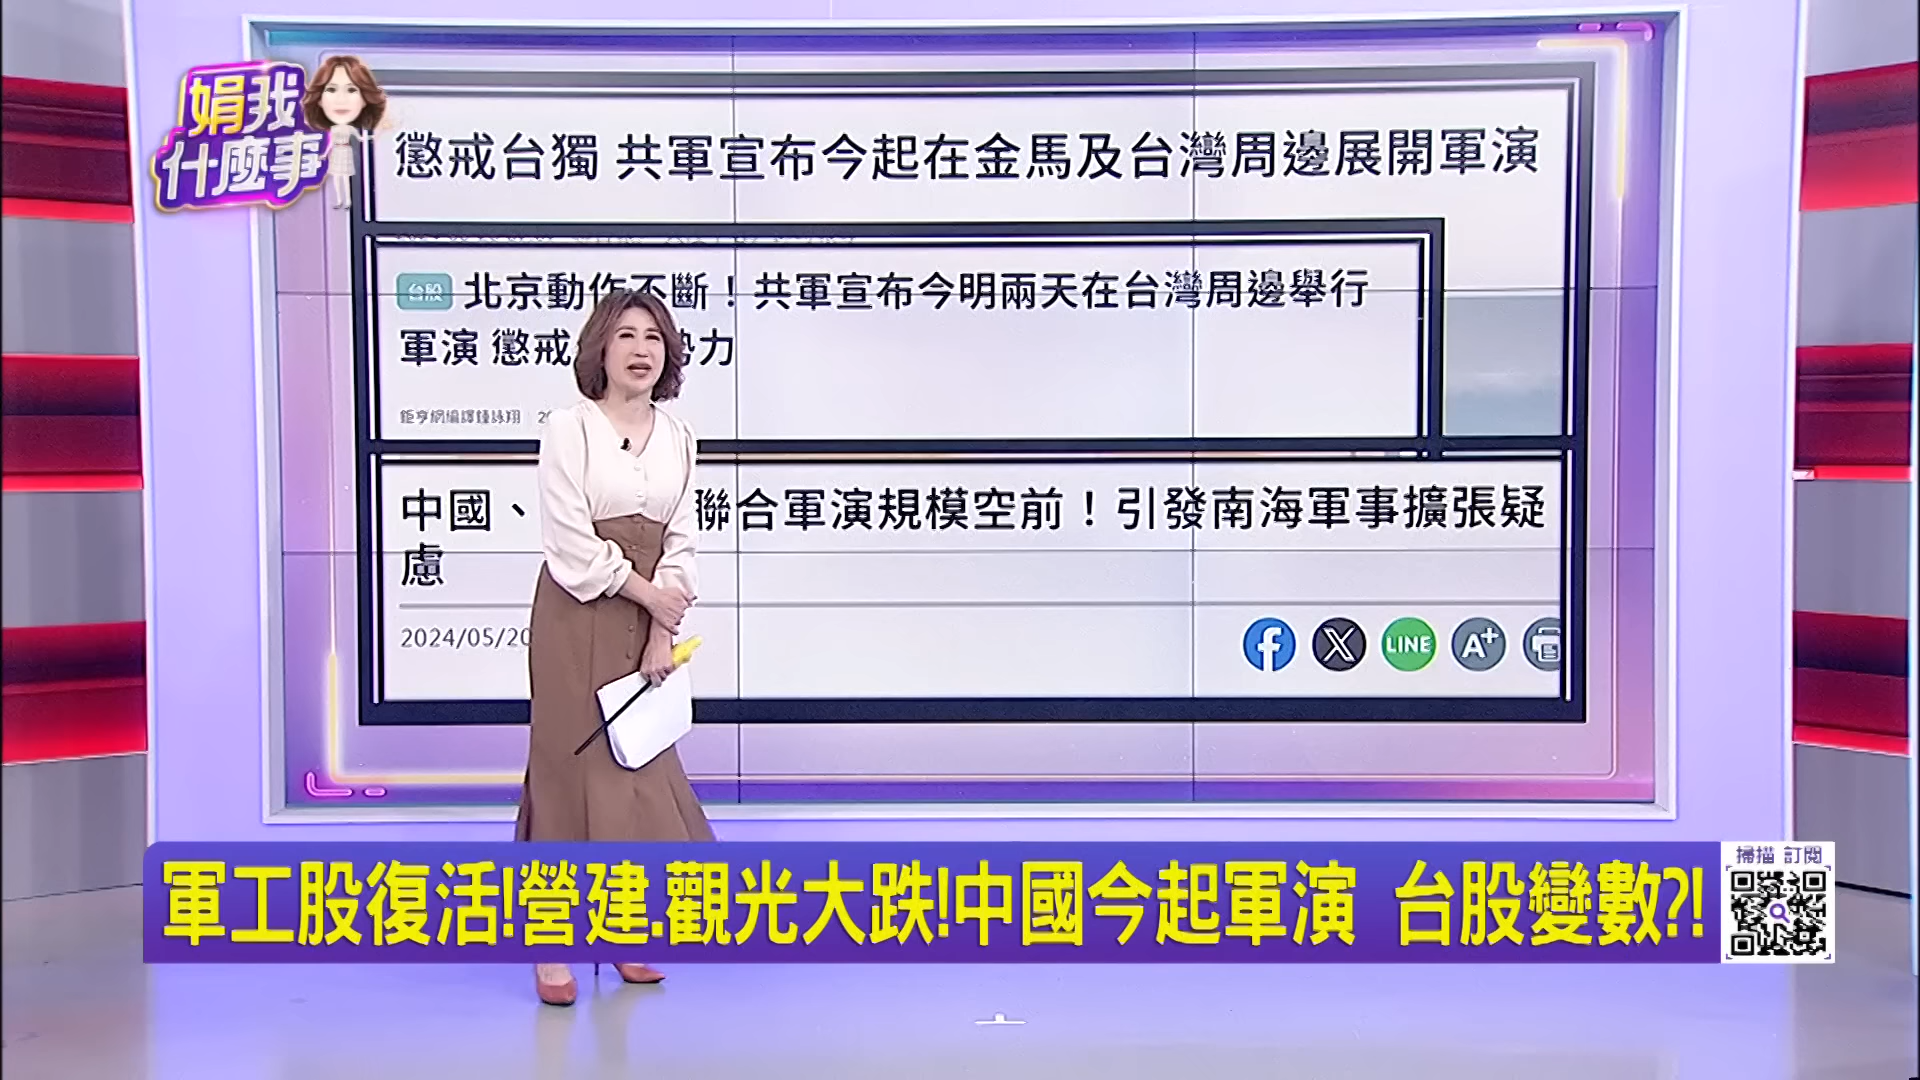 娟我
什麼事
懲戒台獨 共軍宣布今起在金馬及台灣周邊展開軍演
台股 北京動作不斷！共軍宣布今明兩天在台灣周邊舉行
軍演 懲戒 勢力
鉅亨網編譯鍾詠翔
中國、 聯合軍演規模空前！引發南海軍事擴張疑
慮
2024/05/20
LINE A+
軍工股復活!營建.觀光大跌!中國今起軍演 台股變數?!
掃描 訂閱